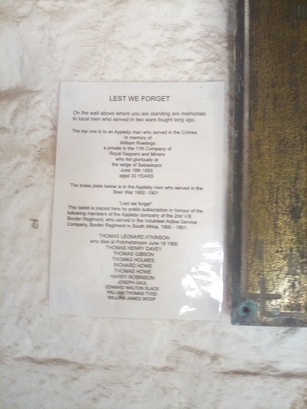 LEST WE FORGET
On the wall above where you are standing are memorials
to local men who served in two wars fought long ago.
The top one is to an Appleby man who served in the Crimea
In memory of
William Rawlings
a private in the 11th Company of
Royal Sappers and Miners
who fell gloriously at
the seige of Sebastopol
June 18th 1855
aged 33 YEARS
The brass plate below is to the Appleby men who served in the
Boer War 1900 -1901
"Lest we forget"
This tablet is placed here by public subscription in honour of the
following members of the Appleby company of the 2nd V.B.
Border Regiment, who served in the Volunteer Active Service
Company, Border Regiment in South Africa, 1900 - 1901
THOMAS LEONARD ATKINSON
who died at Potchefstroom June 18 1900
THOMAS HENRY DAVEY
THOMAS GIBSON
THOMAS HOLMES
RICHARD HOWE
THOMAS HOWE
HARRY ROBINSON
JOSEPH SAUL
EDWARD WALTON SLACK
WILLIAM THOMAS TYDD
WILLIAM JAMES WOOF